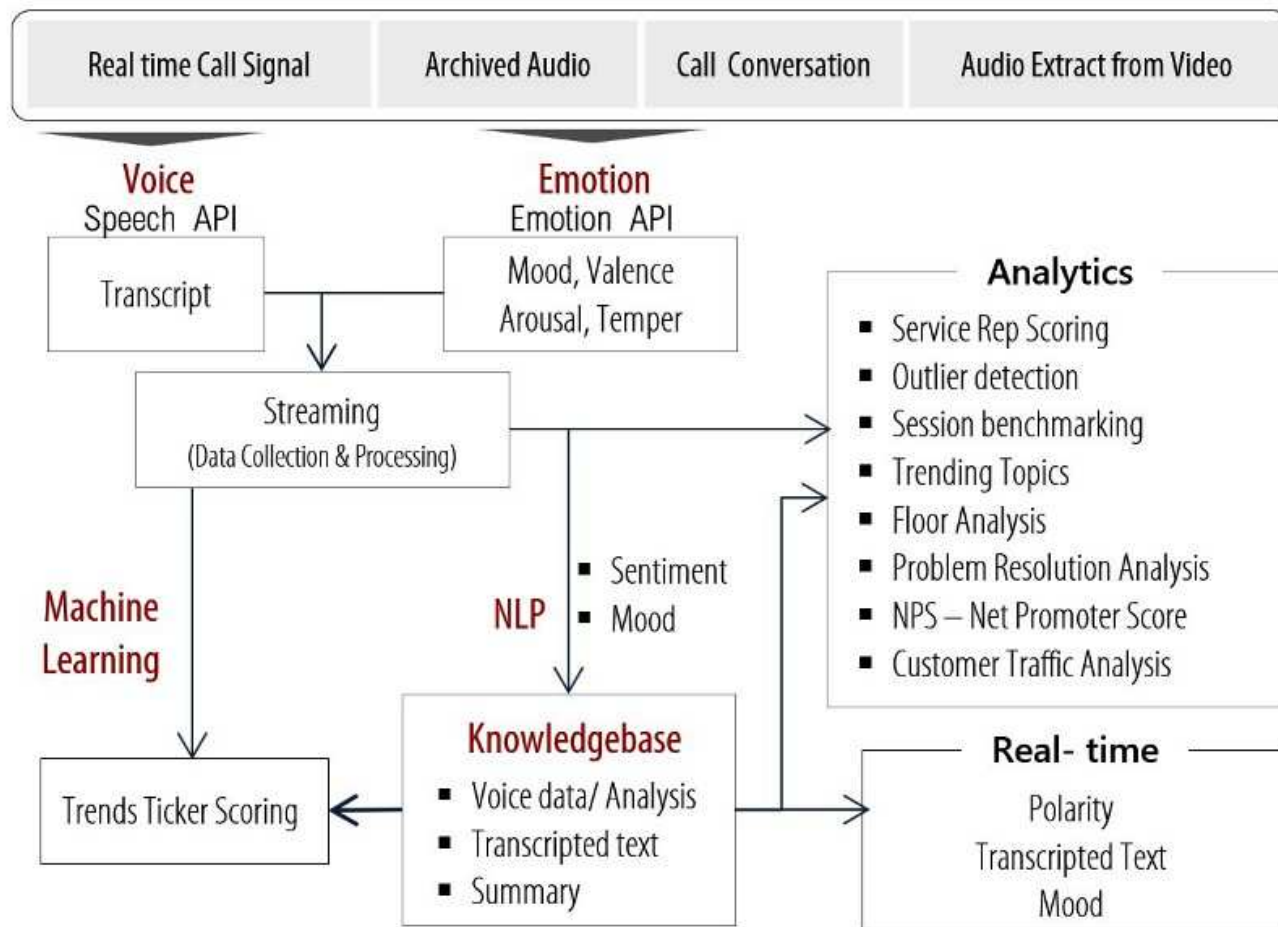 Real time Call Signal
Archived Audio
Call Conversation
Audio Extract from Video
Voice
Speech API
Transcript
Emotion
Emotion API
Mood, Valence
Arousal, Temper
Streaming
(Data Collection & Processing)
Machine
Learning
NLP
▪ Sentiment
▪ Mood
Trends Ticker Scoring
Knowledgebase
▪ Voice data/ Analysis
▪ Transcripted text
▪ Summary
Analytics
▪ Service Rep Scoring
▪ Outlier detection
▪ Session benchmarking
▪ Trending Topics
▪ Floor Analysis
▪ Problem Resolution Analysis
▪ NPS – Net Promoter Score
▪ Customer Traffic Analysis
Real- time
Polarity
Transcripted Text
Mood